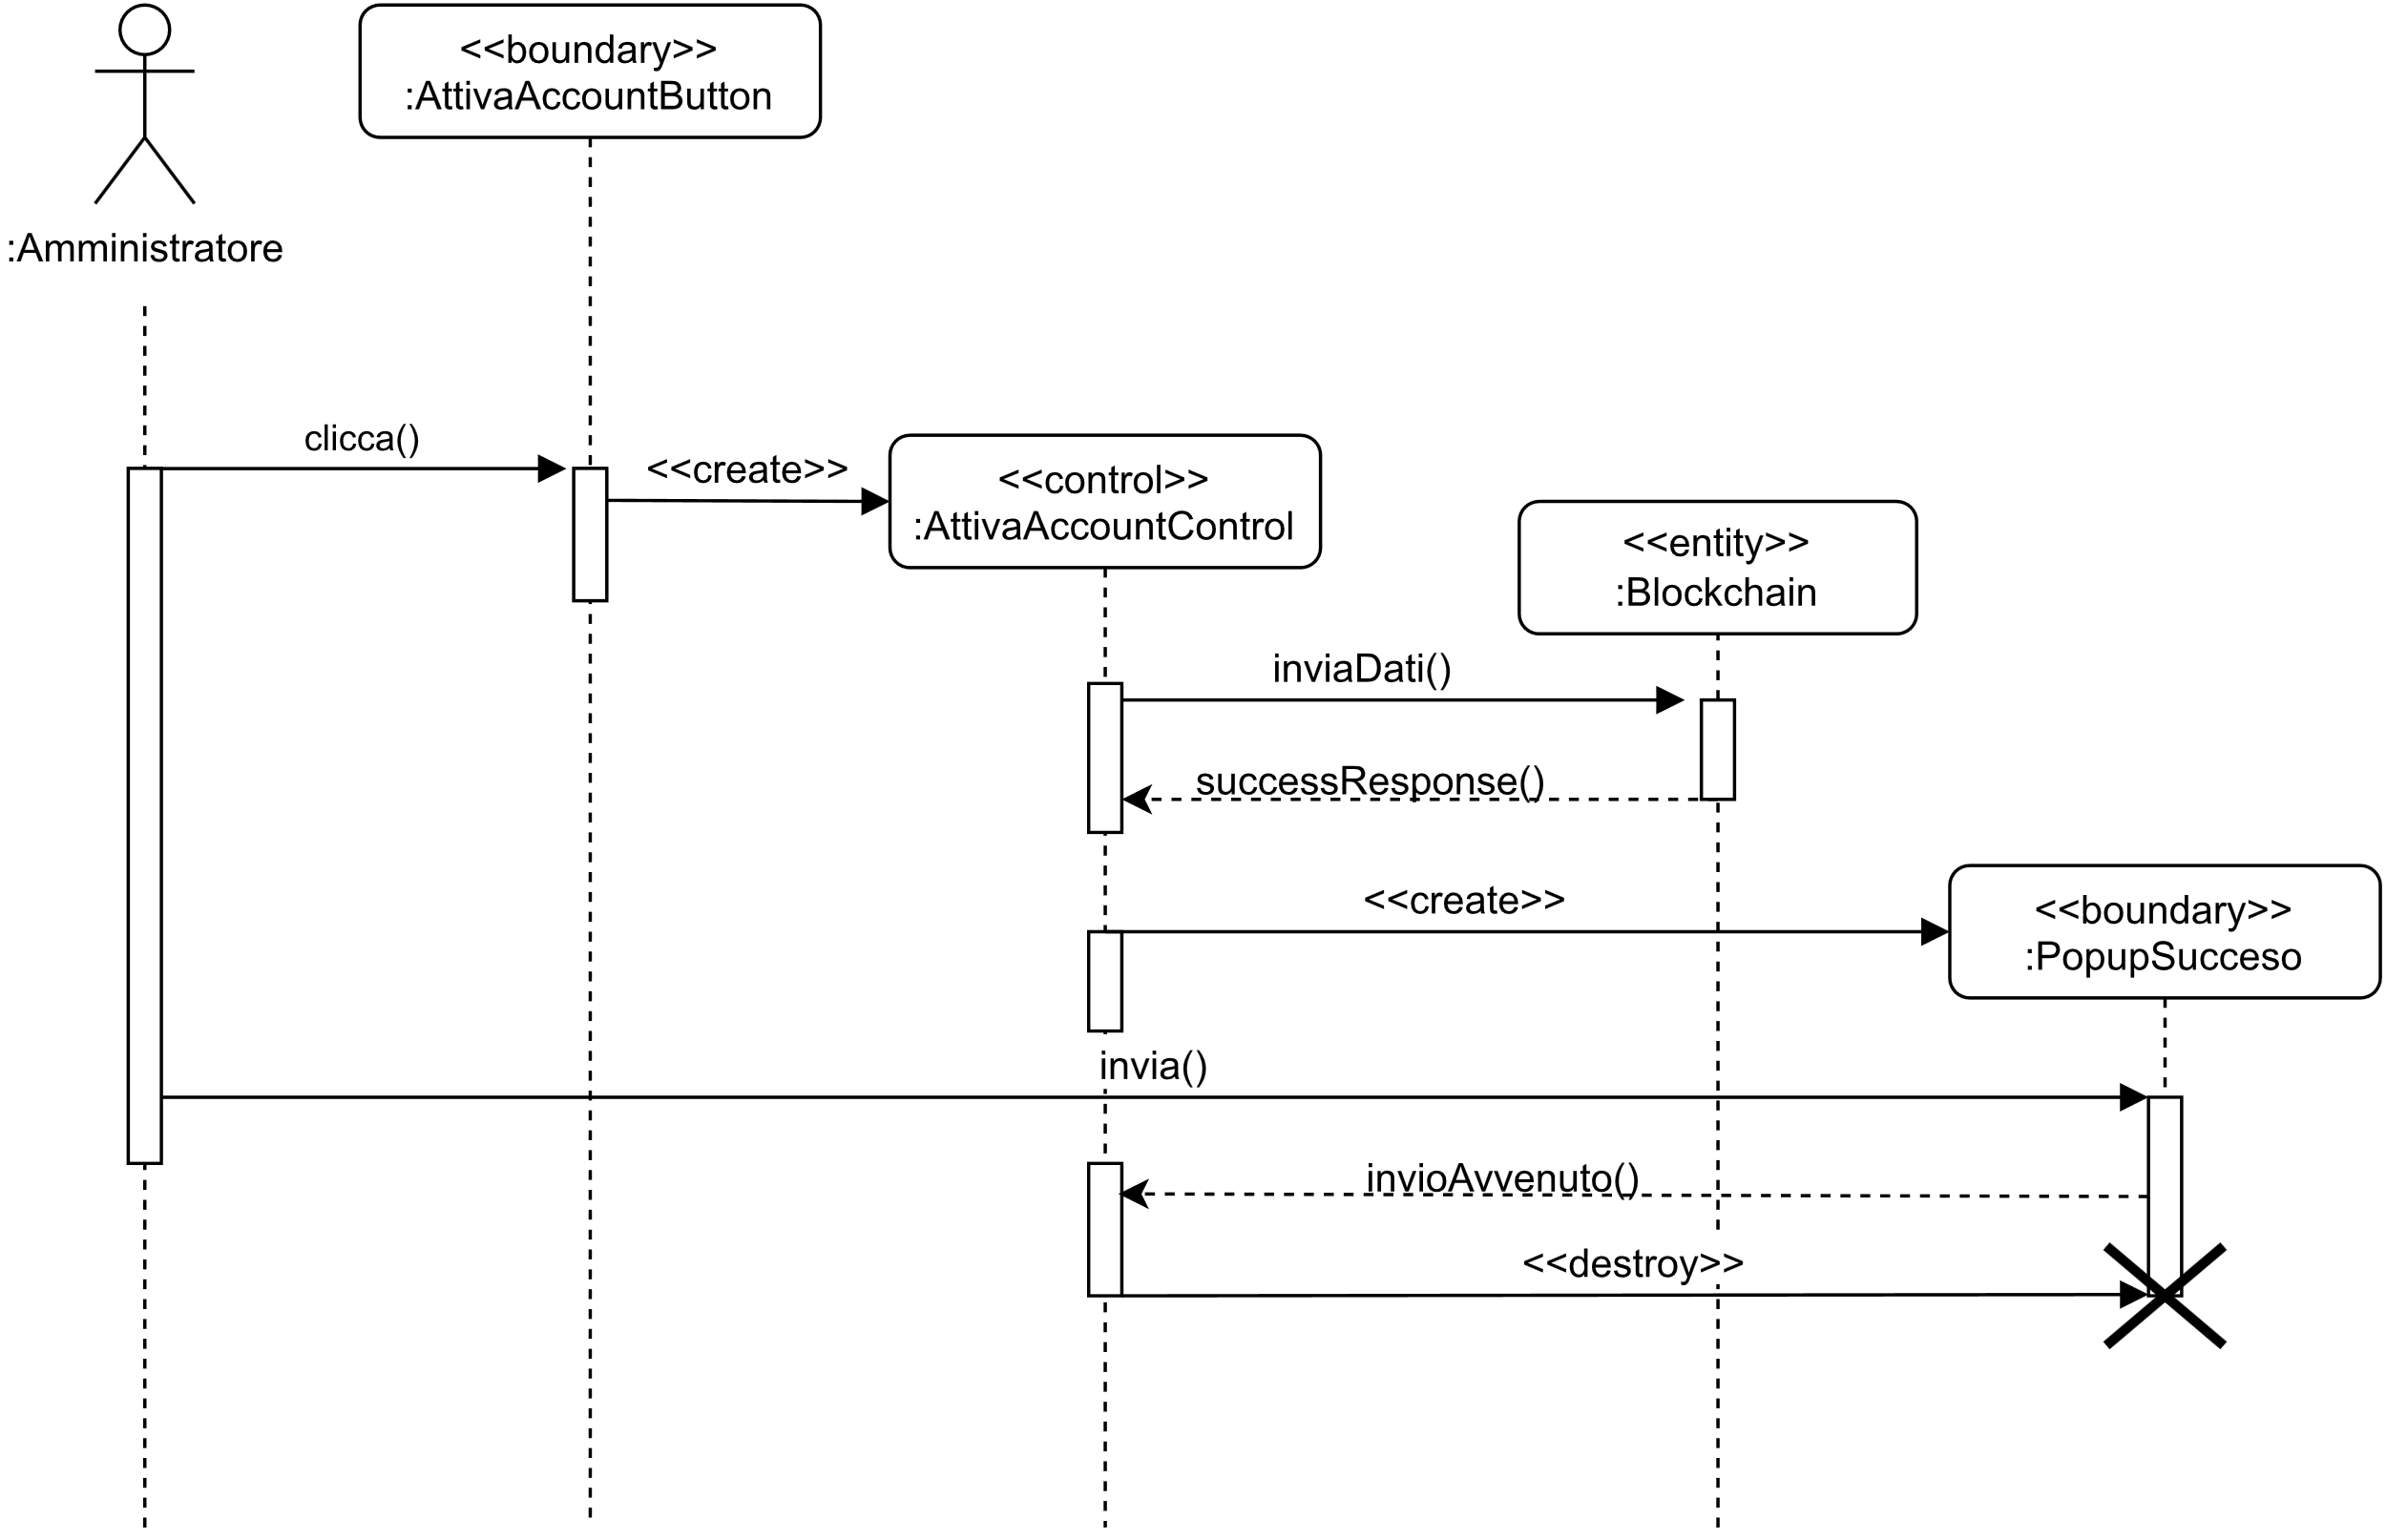 <<boundary>>
:AttivaAccountButton
:Amministratore
clicca()
<<create>>
<<control>>
:AttivaAccountControl
<<entity>>
:Blockchain
inviaDati()
successResponse()
<<create>>
<<boundary>>
:PopupSucceso
invia()
invioAvvenuto()
<<destroy>>